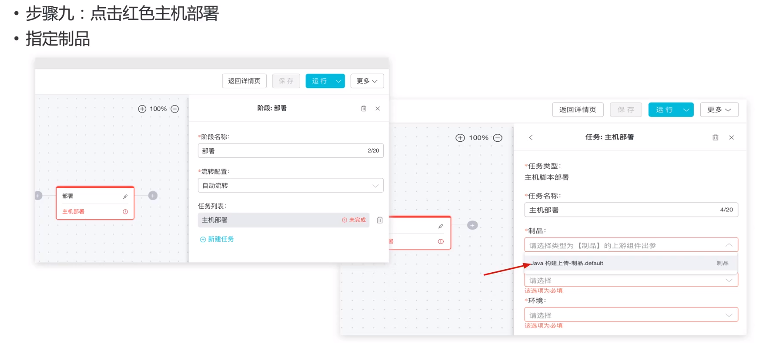 • 步骤九：点击红色主机部署
• 指定制品
返回详情页 保存 运行 更多
100%
阶段: 部署
*阶段名称:
部署 2/20
*流转配置:
自动流转
任务列表:
主机部署 未完成
新建任务
部署
主机部署
返回详情页 保存 运行 更多
100%
任务: 主机部署
*任务类型:
主机脚本部署
*任务名称:
主机部署 4/20
*制品:
请选择类型为【制品】的上游组件出参
Java 构建上传-制品.default 制品
请选择
该选项为必填
*环境:
请选择
该选项为必填